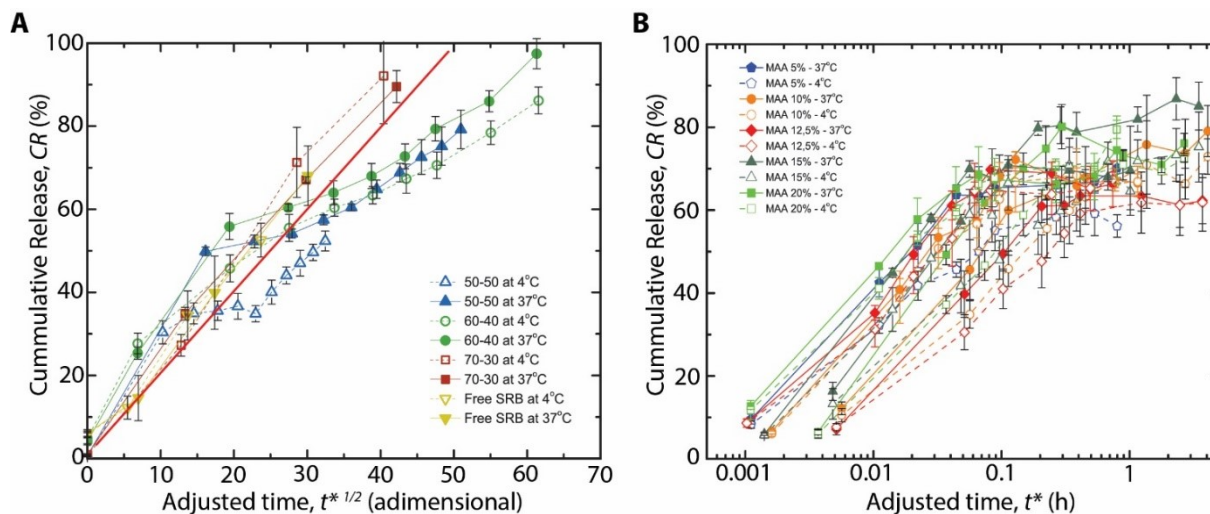 A
Cummulative Release, CR (%)
100
80
60
40
20
0
50-50 at 4°C
50-50 at 37°C
60-40 at 4°C
60-40 at 37°C
70-30 at 4°C
70-30 at 37°C
Free SRB at 4°C
Free SRB at 37°C
0 10 20 30 40 50 60 70
Adjusted time, t* 1/2 (adimensional)
B
Cummulative Release, CR (%)
100
80
60
40
20
0
MAA 5% - 37°C
MAA 5% - 4°C
MAA 10% - 37°C
MAA 10% - 4°C
MAA 12,5% - 37°C
MAA 12,5% - 4°C
MAA 15% - 37°C
MAA 15% - 4°C
MAA 20% - 37°C
MAA 20% - 4°C
0.001 0.01 0.1 1
Adjusted time, t* (h)